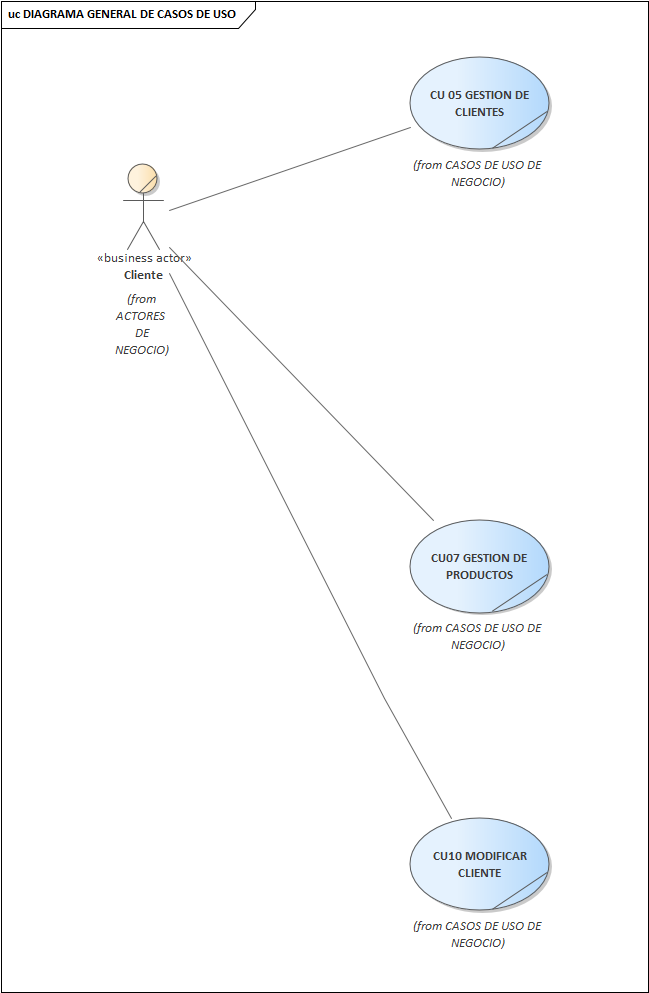 uc DIAGRAMA GENERAL DE CASOS DE USO
CU 05 GESTION DE
CLIENTES
(from CASOS DE USO DE
NEGOCIO)
«business actor»
Cliente
(from
ACTORES
DE
NEGOCIO)
CU07 GESTION DE
PRODUCTOS
(from CASOS DE USO DE
NEGOCIO)
CU10 MODIFICAR
CLIENTE
(from CASOS DE USO DE
NEGOCIO)